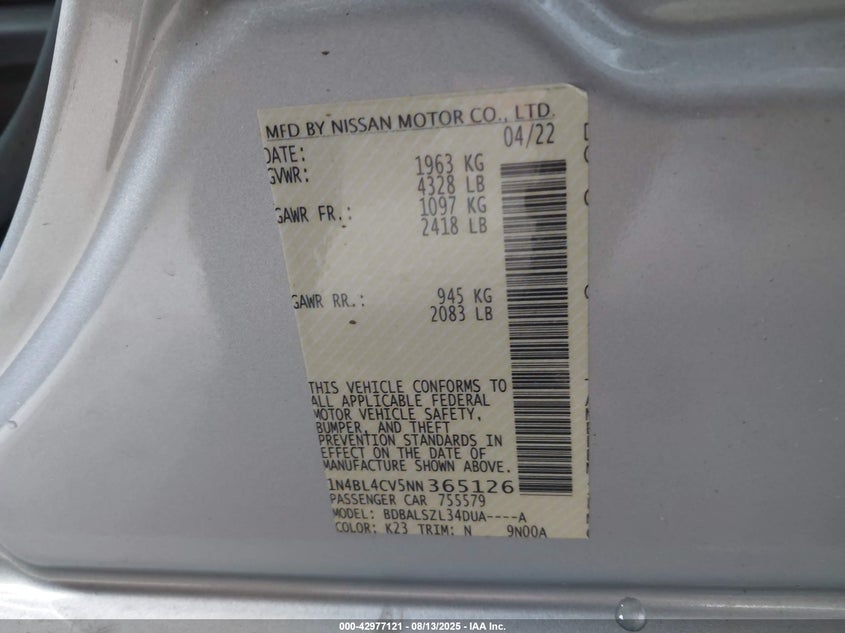 MFD BY NISSAN MOTOR CO., LTD.
DATE: 04/22
GVWR: 1963 KG
4328 LB
GAWR FR.: 1097 KG
2418 LB
GAWR RR.: 945 KG
2083 LB
THIS VEHICLE CONFORMS TO
ALL APPLICABLE FEDERAL
MOTOR VEHICLE SAFETY,
BUMPER, AND THEFT
PREVENTION STANDARDS IN
EFFECT ON THE DATE OF
MANUFACTURE SHOWN ABOVE.
1N4BL4CV5NN365126
PASSENGER CAR 755579
MODEL: BDBALSZL34DUA----A
COLOR: K23 TRIM: N 9N00A
000-42977121 - 08/13/2025 - IAA Inc.